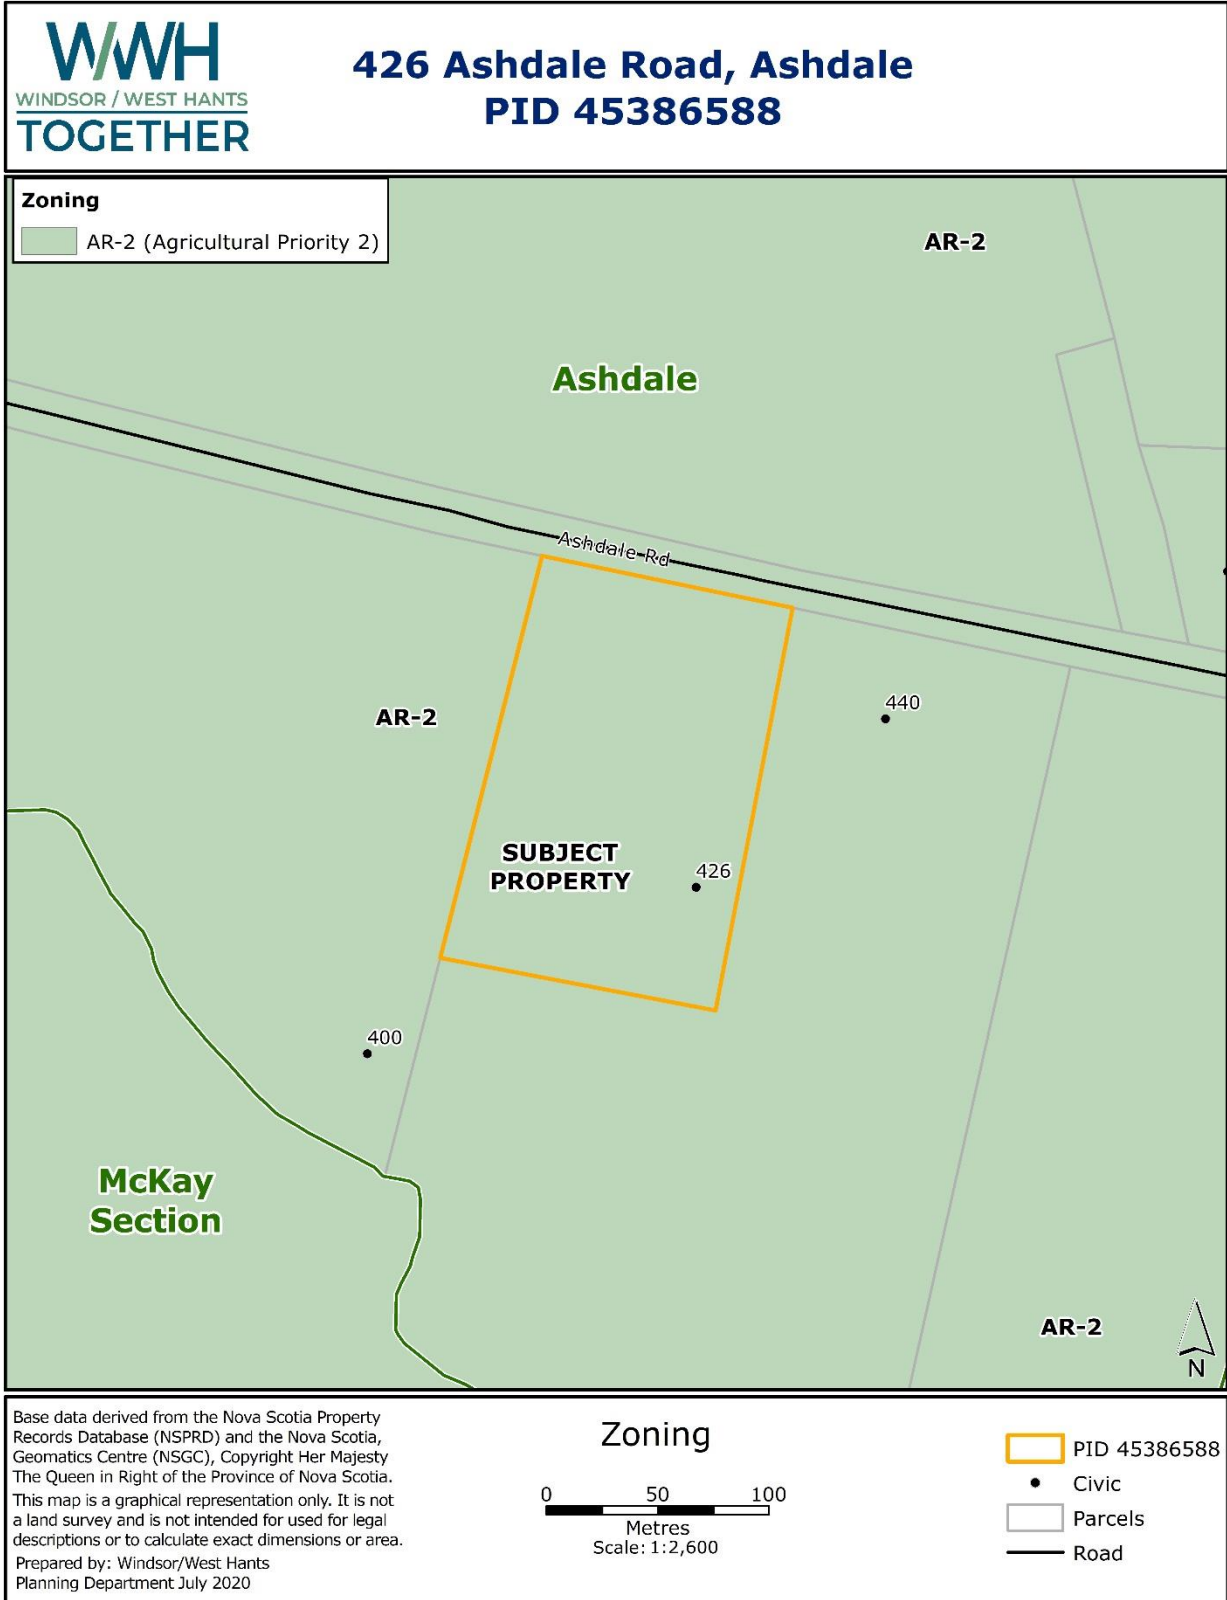 WWH
WINDSOR / WEST HANTS
TOGETHER
426 Ashdale Road, Ashdale
PID 45386588
Zoning
AR-2 (Agricultural Priority 2)
AR-2
Ashdale
Ashdale Rd
440
AR-2
SUBJECT
PROPERTY
426
400
McKay
Section
AR-2
N
Base data derived from the Nova Scotia Property
Records Database (NSPRD) and the Nova Scotia,
Geomatics Centre (NSGC), Copyright Her Majesty
The Queen in Right of the Province of Nova Scotia.
This map is a graphical representation only. It is not
a land survey and is not intended for used for legal
descriptions or to calculate exact dimensions or area.
Prepared by: Windsor/West Hants
Planning Department July 2020
Zoning
0 50 100
Metres
Scale: 1:2,600
PID 45386588
Civic
Parcels
Road